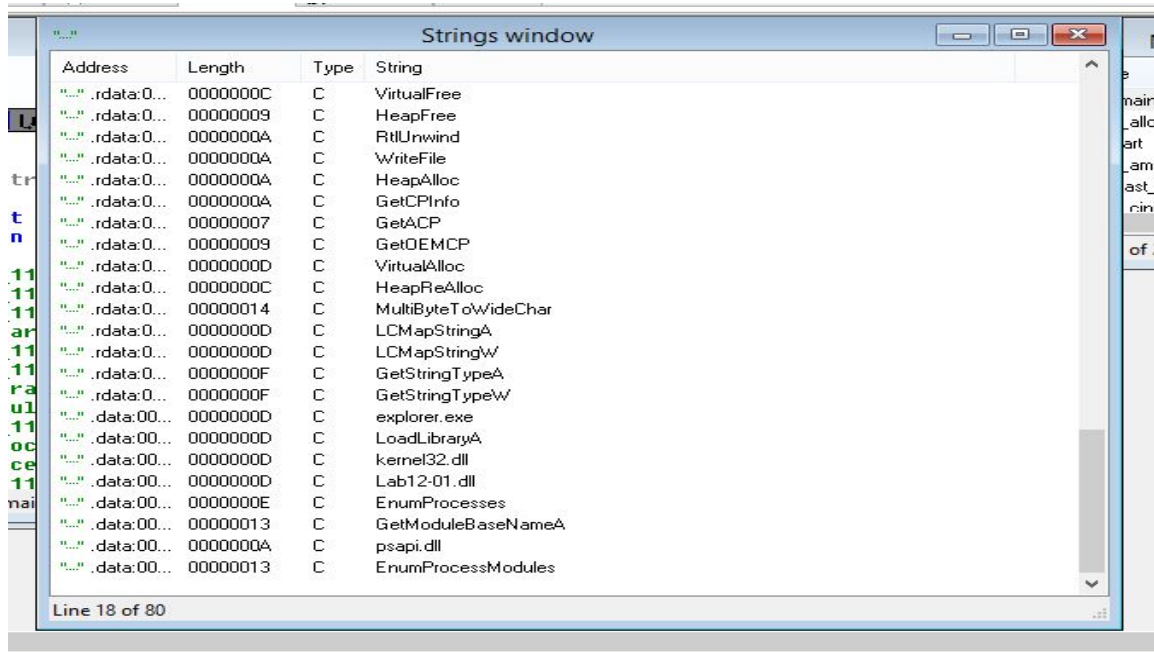 "..." Strings window
Address Length Type String
"..." .rdata:0... 0000000C C VirtualFree
"..." .rdata:0... 00000009 C HeapFree
"..." .rdata:0... 0000000A C RtlUnwind
"..." .rdata:0... 0000000A C WriteFile
"..." .rdata:0... 0000000A C HeapAlloc
"..." .rdata:0... 0000000A C GetCPInfo
"..." .rdata:0... 00000007 C GetACP
"..." .rdata:0... 00000009 C GetOEMCP
"..." .rdata:0... 0000000D C VirtualAlloc
"..." .rdata:0... 0000000C C HeapReAlloc
"..." .rdata:0... 00000014 C MultiByteToWideChar
"..." .rdata:0... 0000000D C LCMapStringA
"..." .rdata:0... 0000000D C LCMapStringW
"..." .rdata:0... 0000000F C GetStringTypeA
"..." .rdata:0... 0000000F C GetStringTypeW
"..." .data:00... 0000000D C explorer.exe
"..." .data:00... 0000000D C LoadLibraryA
"..." .data:00... 0000000D C kernel32.dll
"..." .data:00... 0000000D C Lab12-01.dll
"..." .data:00... 0000000E C EnumProcesses
"..." .data:00... 00000013 C GetModuleBaseNameA
"..." .data:00... 0000000A C psapi.dll
"..." .data:00... 00000013 C EnumProcessModules
Line 18 of 80